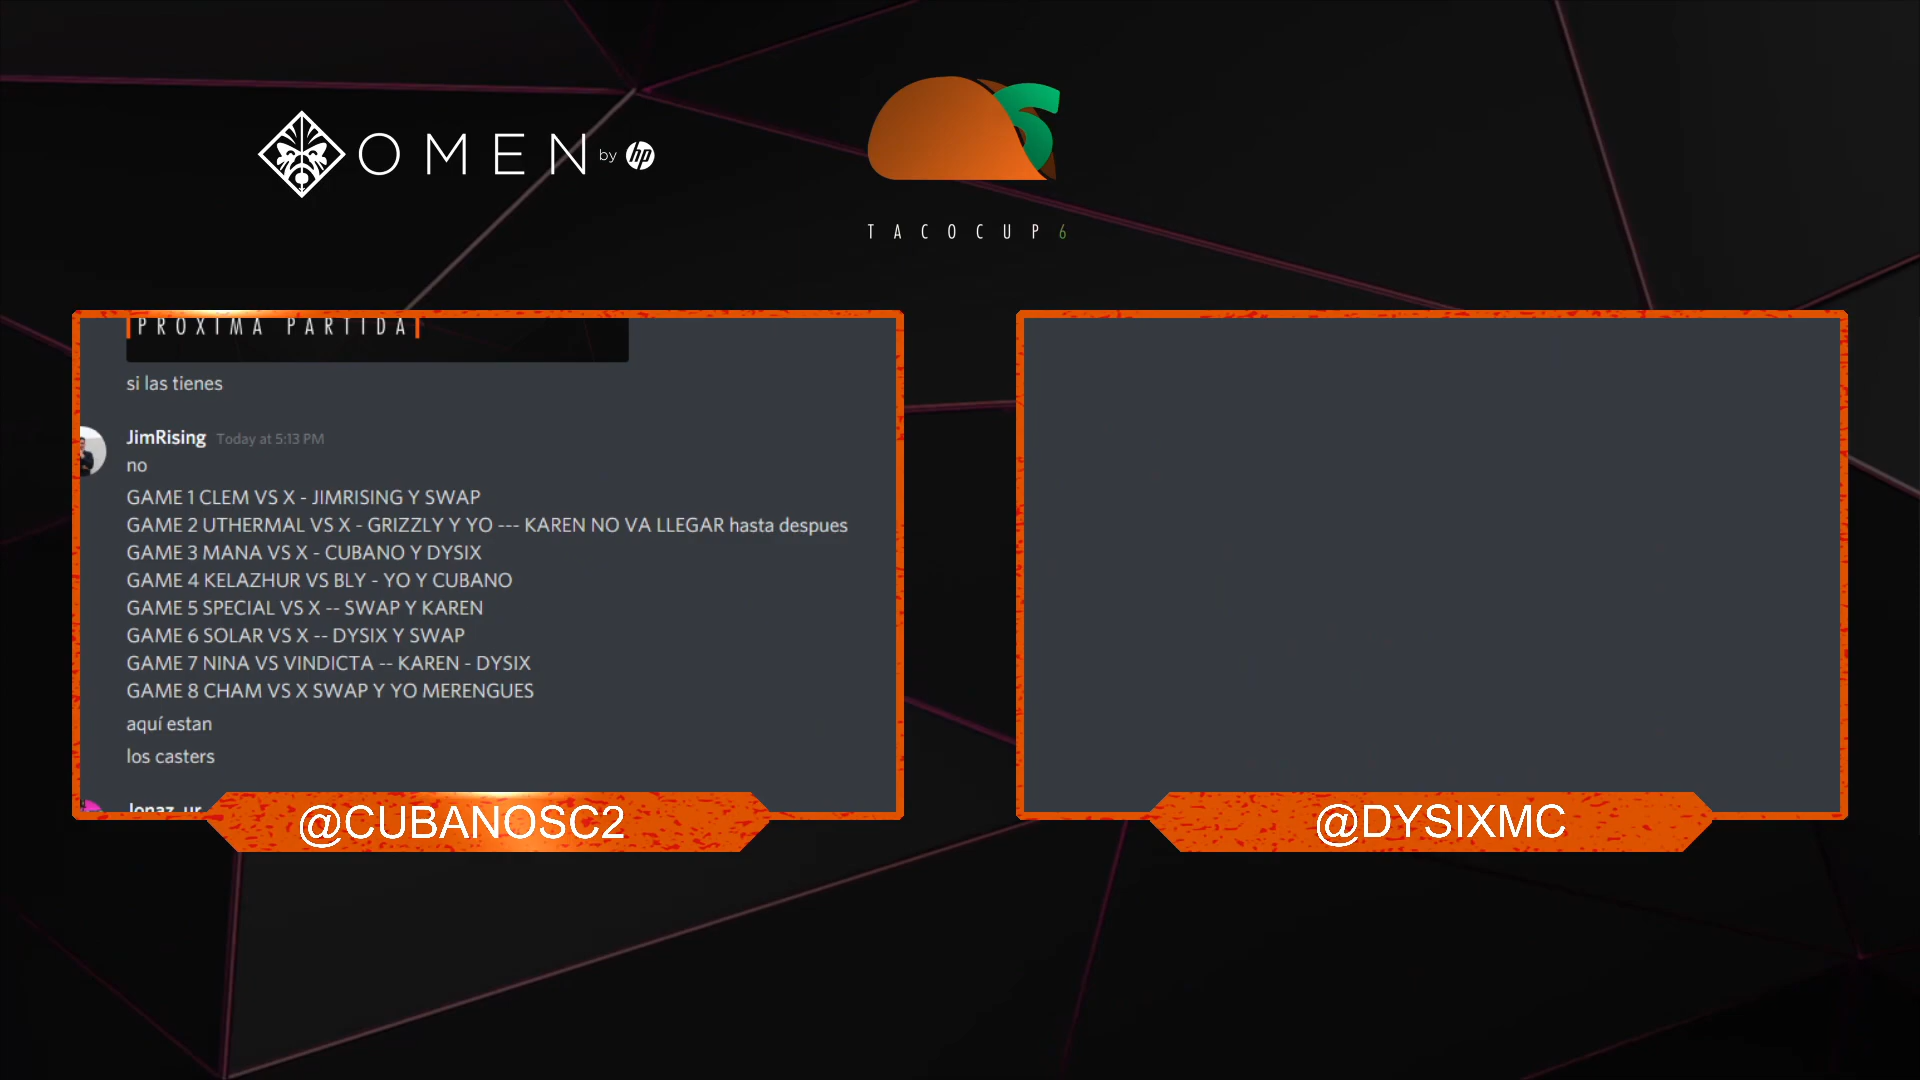 OMEN by hp
TACOCUP 6
PROXIMA PARTIDA
si las tienes
JimRising Today at 5:13 PM
no
GAME 1 CLEM VS X - JIMRISING Y SWAP
GAME 2 UTHERMAL VS X - GRIZZLY Y YO --- KAREN NO VA LLEGAR hasta despues
GAME 3 MANA VS X - CUBANO Y DYSIX
GAME 4 KELAZHUR VS BLY - YO Y CUBANO
GAME 5 SPECIAL VS X -- SWAP Y KAREN
GAME 6 SOLAR VS X -- DYSIX Y SWAP
GAME 7 NINA VS VINDICTA -- KAREN - DYSIX
GAME 8 CHAM VS X SWAP Y YO MERENGUES
aquí estan
los casters
@CUBANOSC2
@DYSIXMC